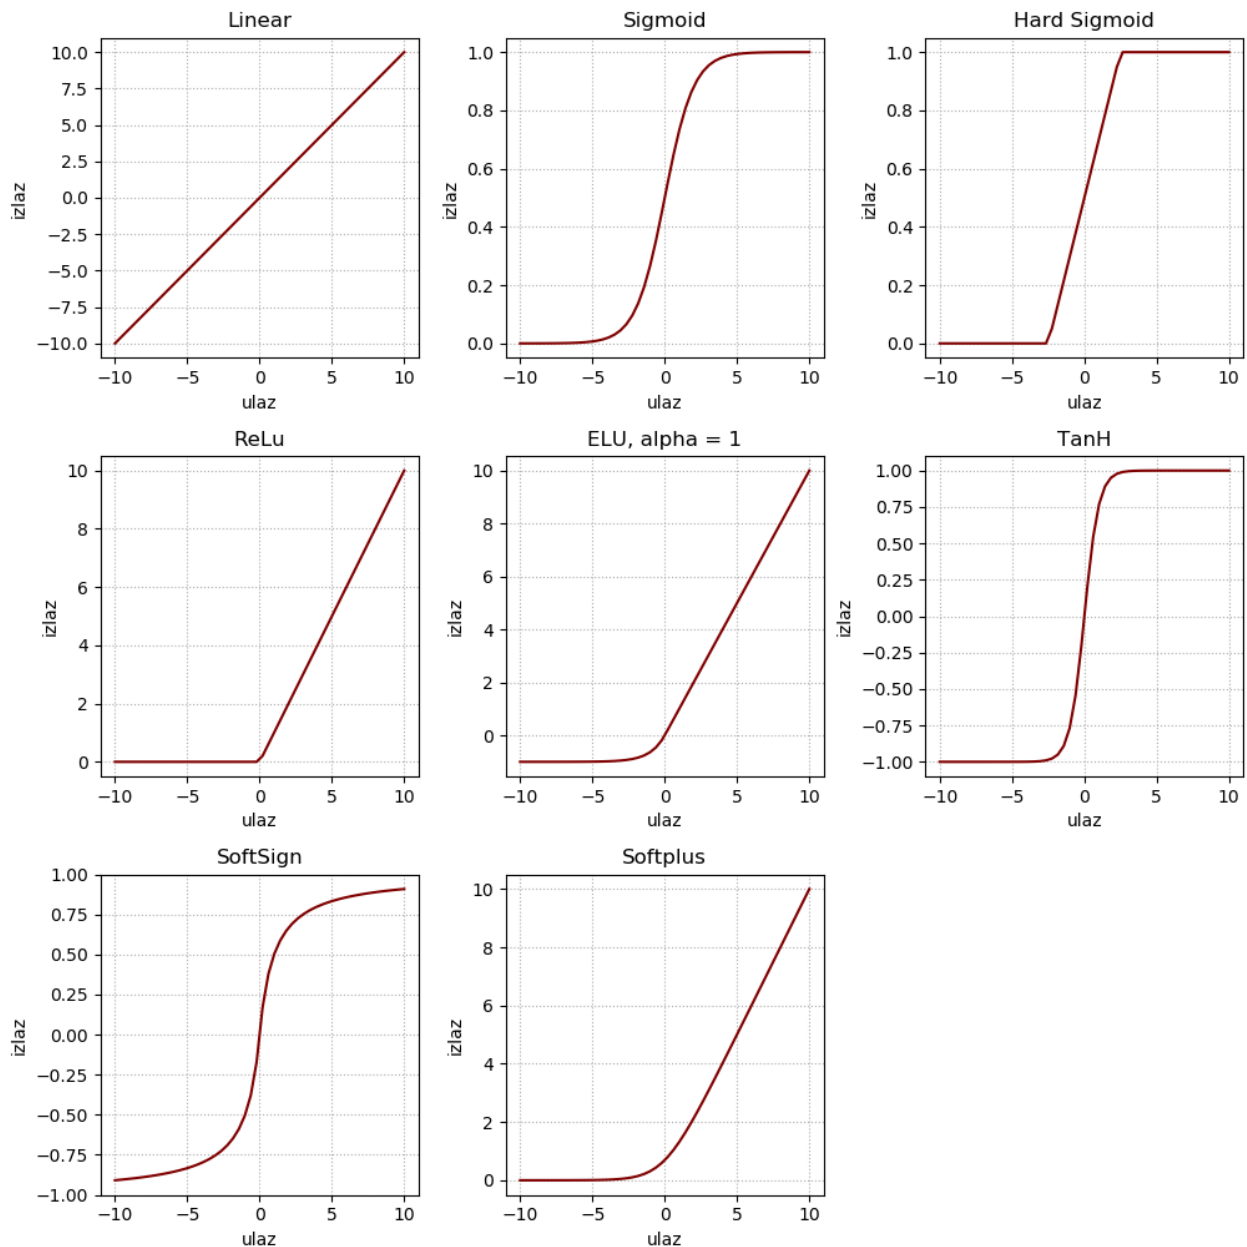 Linear
10.0
7.5
5.0
2.5
0.0
−2.5
−5.0
−7.5
−10.0
izlaz
−10 −5 0 5 10
ulaz
Sigmoid
1.0
0.8
0.6
0.4
0.2
0.0
izlaz
−10 −5 0 5 10
ulaz
Hard Sigmoid
1.0
0.8
0.6
0.4
0.2
0.0
izlaz
−10 −5 0 5 10
ulaz
ReLu
10
8
6
4
2
0
izlaz
−10 −5 0 5 10
ulaz
ELU, alpha = 1
10
8
6
4
2
0
izlaz
−10 −5 0 5 10
ulaz
TanH
1.00
0.75
0.50
0.25
0.00
−0.25
−0.50
−0.75
−1.00
izlaz
−10 −5 0 5 10
ulaz
SoftSign
1.00
0.75
0.50
0.25
0.00
−0.25
−0.50
−0.75
−1.00
izlaz
−10 −5 0 5 10
ulaz
Softplus
10
8
6
4
2
0
izlaz
−10 −5 0 5 10
ulaz